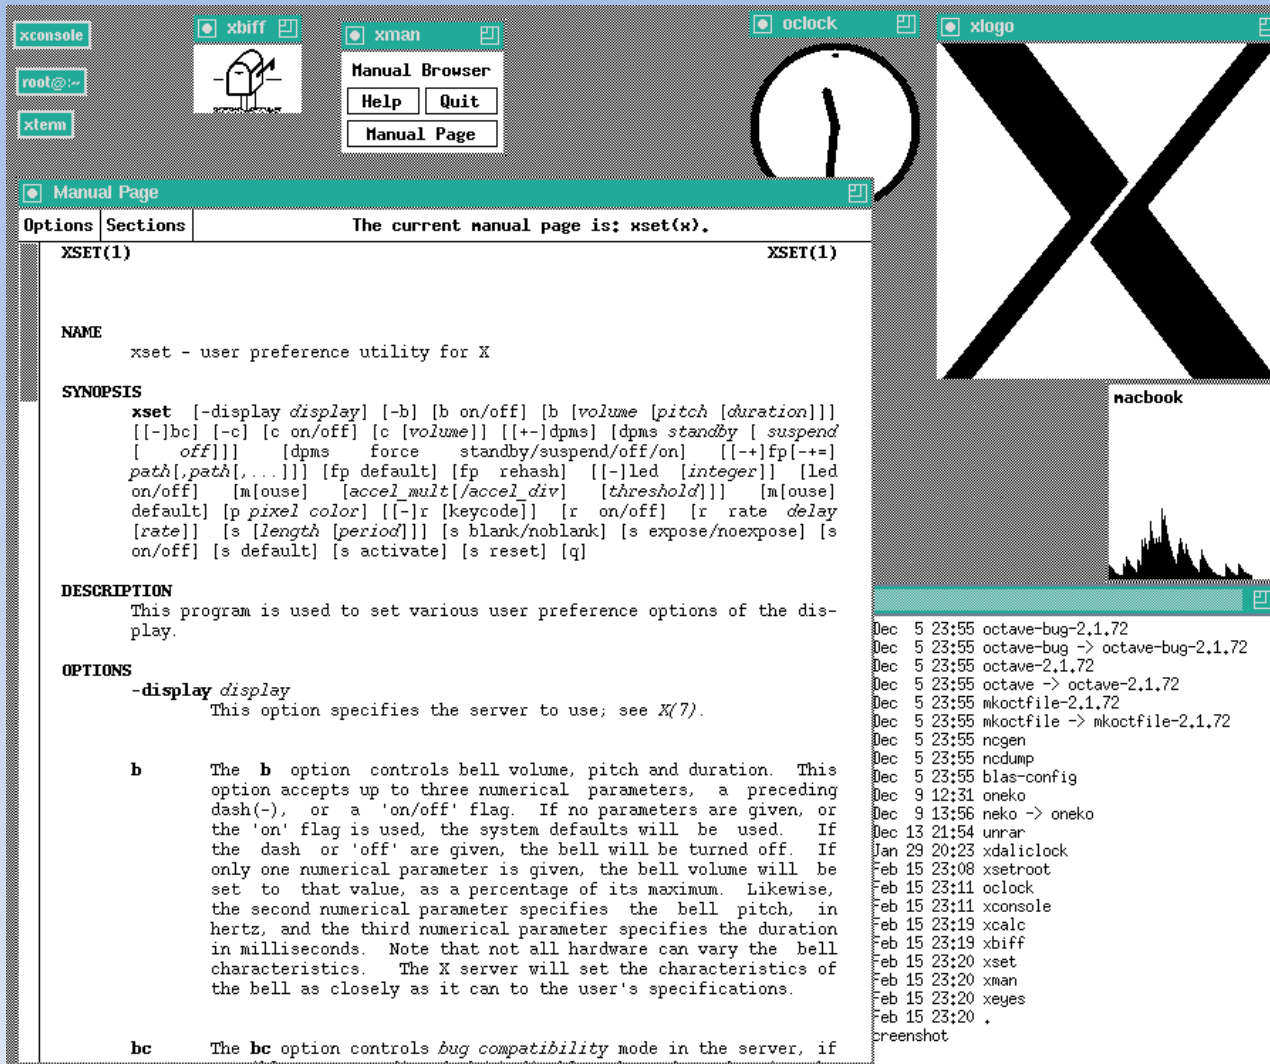 xconsole
root@:~
xterm
xbiff
xman
Manual Browser
Help Quit
Manual Page
oclock
xlogo
macbook
Manual Page
Options Sections The current manual page is: xset(x).
XSET(1) XSET(1)
NAME
xset - user preference utility for X
SYNOPSIS
xset [-display display] [-b] [b on/off] [b [volume [pitch [duration]]]
[[-]bc] [-c] [c on/off] [c [volume]] [[+-]dpms] [dpms standby [ suspend
[ off]]] [dpms force standby/suspend/off/on] [[-+]fp[-+=]
path[,path[,...]]] [fp default] [fp rehash] [[-]led [integer]] [led
on/off] [m[ouse] [accel_mult[/accel_div] [threshold]]] [m[ouse]
default] [p pixel color] [[-]r [keycode]] [r on/off] [r rate delay
[rate]] [s [length [period]]] [s blank/noblank] [s expose/noexpose] [s
on/off] [s default] [s activate] [s reset] [q]
DESCRIPTION
This program is used to set various user preference options of the dis-
play.
OPTIONS
-display display
This option specifies the server to use; see X(7).
b The b option controls bell volume, pitch and duration. This
option accepts up to three numerical parameters, a preceding
dash(-), or a 'on/off' flag. If no parameters are given, or
the 'on' flag is used, the system defaults will be used. If
the dash or 'off' are given, the bell will be turned off. If
only one numerical parameter is given, the bell volume will be
set to that value, as a percentage of its maximum. Likewise,
the second numerical parameter specifies the bell pitch, in
hertz, and the third numerical parameter specifies the duration
in milliseconds. Note that not all hardware can vary the bell
characteristics. The X server will set the characteristics of
the bell as closely as it can to the user's specifications.
bc The bc option controls bug compatibility mode in the server, if
Dec 5 23:55 octave-bug-2.1.72
Dec 5 23:55 octave-bug -> octave-bug-2.1.72
Dec 5 23:55 octave-2.1.72
Dec 5 23:55 octave -> octave-2.1.72
Dec 5 23:55 mkoctfile-2.1.72
Dec 5 23:55 mkoctfile -> mkoctfile-2.1.72
Dec 5 23:55 ncgen
Dec 5 23:55 ncdump
Dec 5 23:55 blas-config
Dec 9 12:31 oneko
Dec 9 13:56 neko -> oneko
Dec 13 21:54 unrar
Jan 29 20:23 xdaliclock
Feb 15 23:08 xsetroot
Feb 15 23:11 oclock
Feb 15 23:11 xconsole
Feb 15 23:19 xcalc
Feb 15 23:19 xbiff
Feb 15 23:20 xset
Feb 15 23:20 xman
Feb 15 23:20 xeyes
Feb 15 23:20 .
creenshot